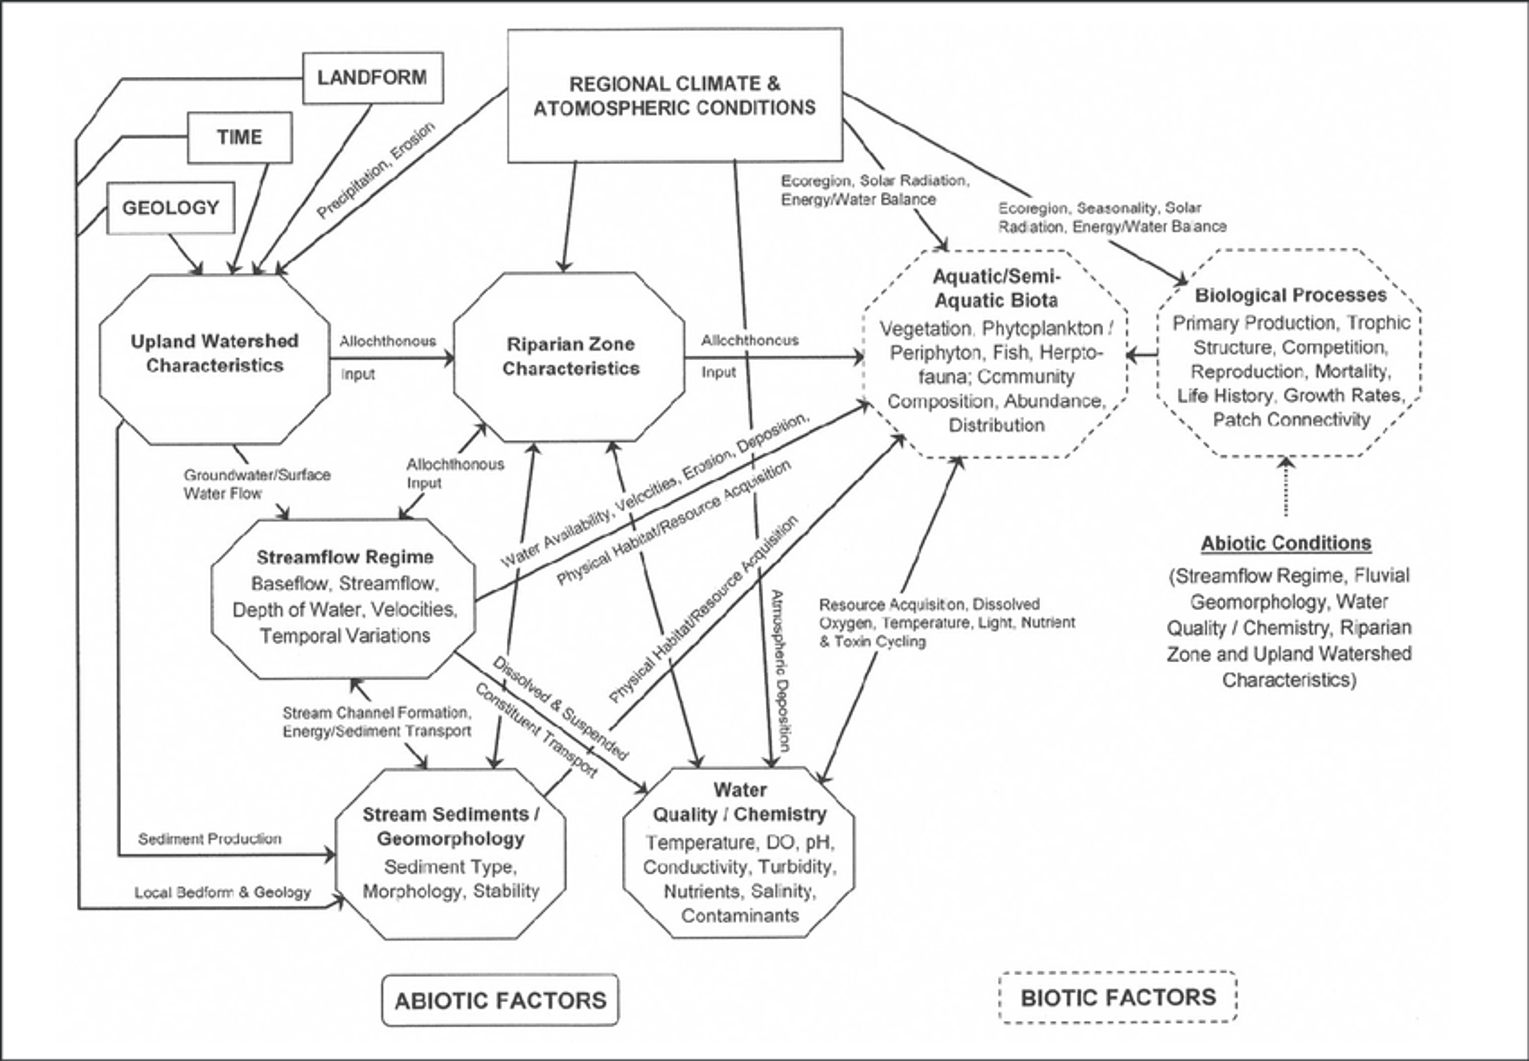 LANDFORM
REGIONAL CLIMATE &
ATOMOSPHERIC CONDITIONS
TIME
GEOLOGY
Precipitation, Erosion
Ecoregion, Solar Radiation,
Energy/Water Balance
Ecoregion, Seasonality, Solar
Radiation, Energy/Water Balance
Upland Watershed
Characteristics
Allochthonous
Input
Riparian Zone
Characteristics
Allochthonous
Input
Aquatic/Semi-
Aquatic Biota
Vegetation, Phytoplankton /
Periphyton, Fish, Herpto-
fauna; Community
Composition, Abundance,
Distribution
Biological Processes
Primary Production, Trophic
Structure, Competition,
Reproduction, Mortality,
Life History, Growth Rates,
Patch Connectivity
Groundwater/Surface
Water Flow
Allochthonous
Input
Water Availability, Velocities, Erosion, Deposition,
Physical Habitat/Resource Acquisition
Physical Habitat/Resource Acquisition
Streamflow Regime
Baseflow, Streamflow,
Depth of Water, Velocities,
Temporal Variations
Abiotic Conditions
(Streamflow Regime, Fluvial
Geomorphology, Water
Quality / Chemistry, Riparian
Zone and Upland Watershed
Characteristics)
Resource Acquisition, Dissolved
Oxygen, Temperature, Light, Nutrient
& Toxin Cycling
Atmospheric Deposition
Dissolved & Suspended
Constituent Transport
Stream Channel Formation,
Energy/Sediment Transport
Stream Sediments /
Geomorphology
Sediment Type,
Morphology, Stability
Water
Quality / Chemistry
Temperature, DO, pH,
Conductivity, Turbidity,
Nutrients, Salinity,
Contaminants
Sediment Production
Local Bedform & Geology
ABIOTIC FACTORS
BIOTIC FACTORS